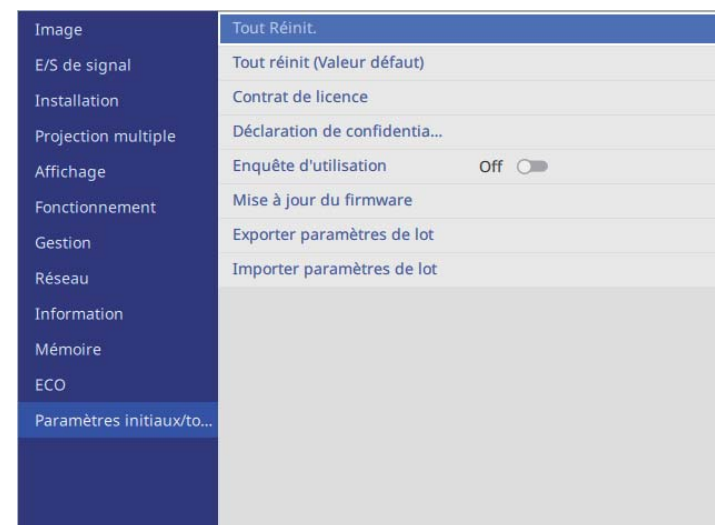 Image
E/S de signal
Installation
Projection multiple
Affichage
Fonctionnement
Gestion
Réseau
Information
Mémoire
ECO
Paramètres initiaux/to...
Tout Réinit.
Tout réinit (Valeur défaut)
Contrat de licence
Déclaration de confidentia...
Enquête d'utilisation Off
Mise à jour du firmware
Exporter paramètres de lot
Importer paramètres de lot